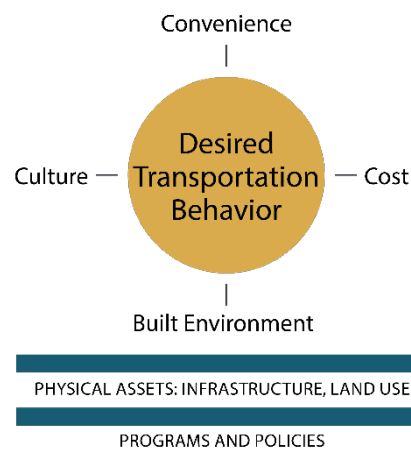 Convenience
Desired
Culture — Transportation — Cost
Behavior
Built Environment
PHYSICAL ASSETS: INFRASTRUCTURE, LAND USE
PROGRAMS AND POLICIES